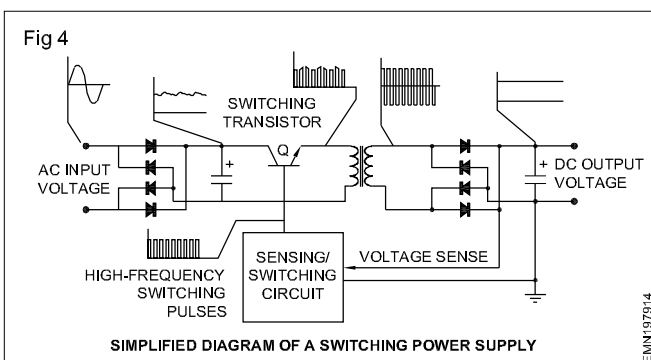 Fig 4
SWITCHING
TRANSISTOR
Q
AC INPUT
VOLTAGE
+
+
DC OUTPUT
VOLTAGE
HIGH-FREQUENCY
SWITCHING
PULSES
SENSING/
SWITCHING
CIRCUIT
VOLTAGE SENSE
SIMPLIFIED DIAGRAM OF A SWITCHING POWER SUPPLY